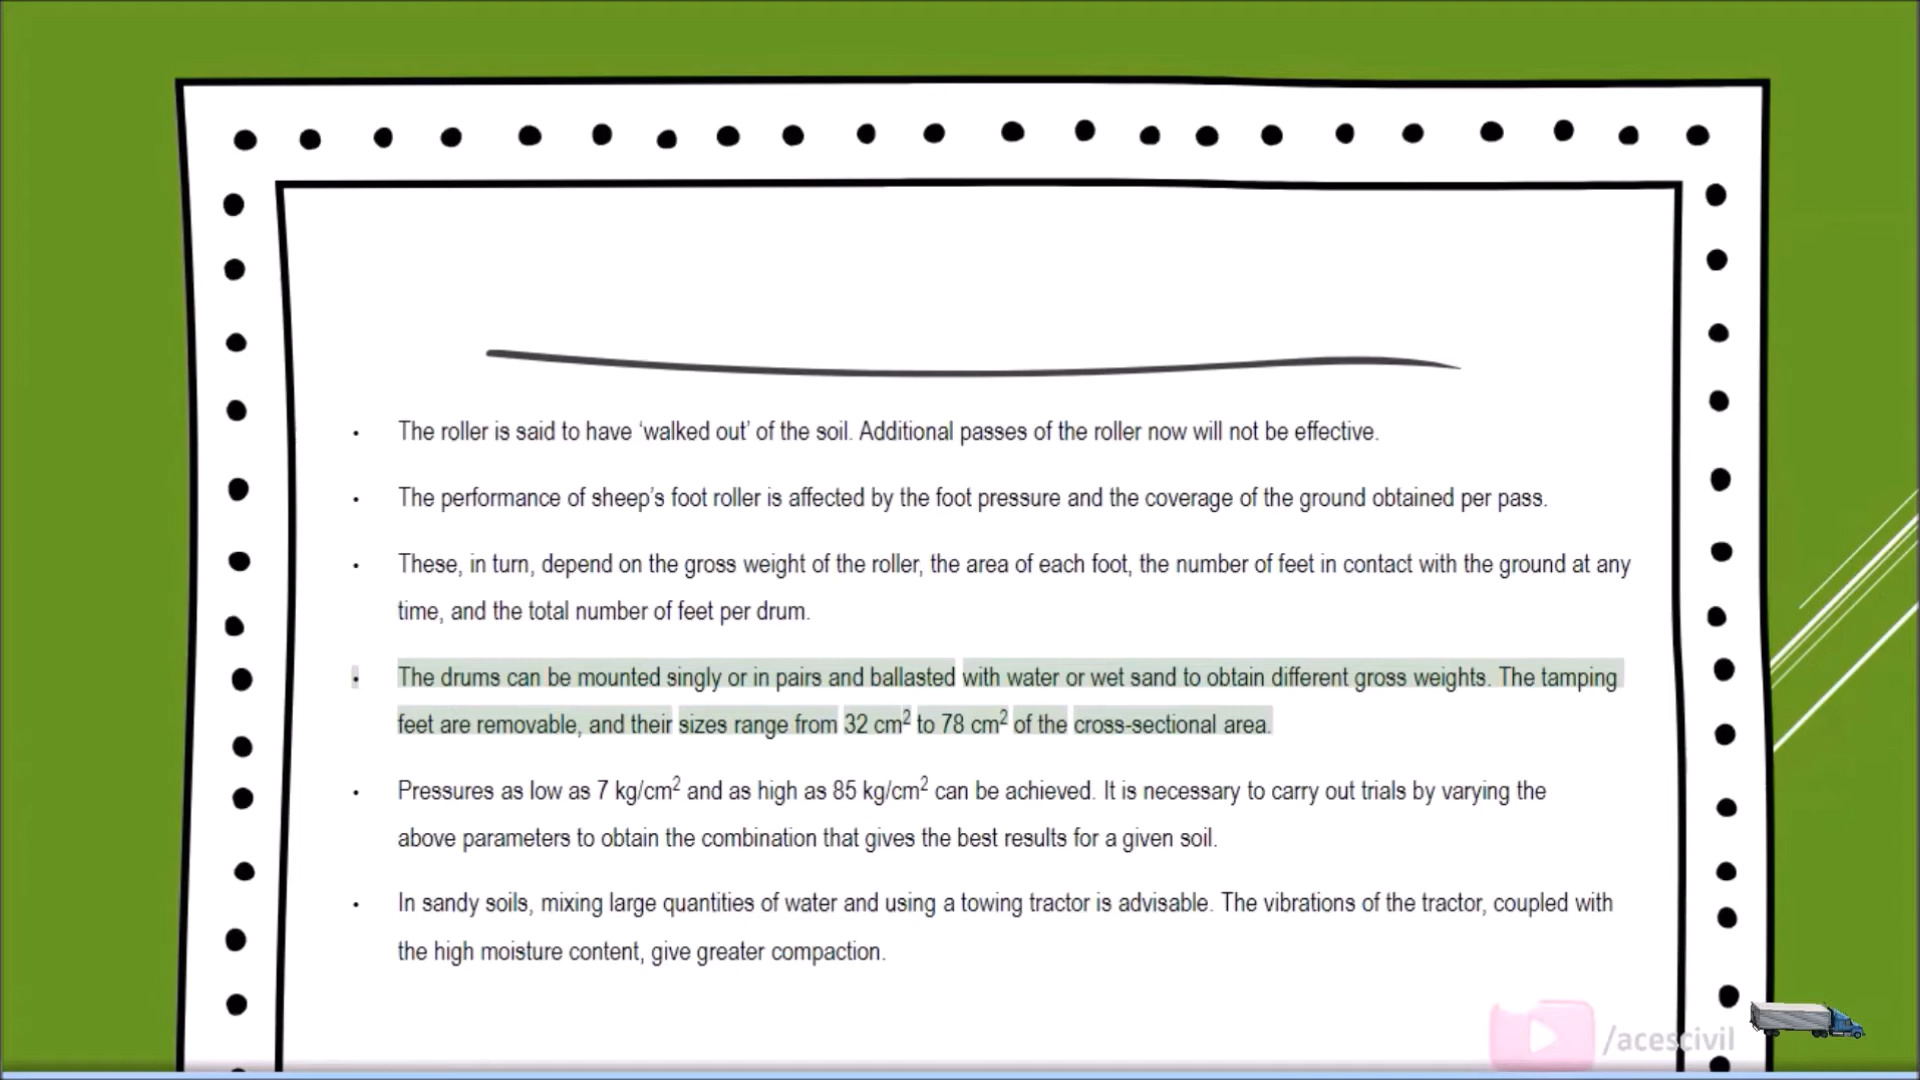 • The roller is said to have ‘walked out’ of the soil. Additional passes of the roller now will not be effective.
• The performance of sheep’s foot roller is affected by the foot pressure and the coverage of the ground obtained per pass.
• These, in turn, depend on the gross weight of the roller, the area of each foot, the number of feet in contact with the ground at any
time, and the total number of feet per drum.
• The drums can be mounted singly or in pairs and ballasted with water or wet sand to obtain different gross weights. The tamping
feet are removable, and their sizes range from 32 cm² to 78 cm² of the cross-sectional area.
• Pressures as low as 7 kg/cm² and as high as 85 kg/cm² can be achieved. It is necessary to carry out trials by varying the
above parameters to obtain the combination that gives the best results for a given soil.
• In sandy soils, mixing large quantities of water and using a towing tractor is advisable. The vibrations of the tractor, coupled with
the high moisture content, give greater compaction.
/acescivil